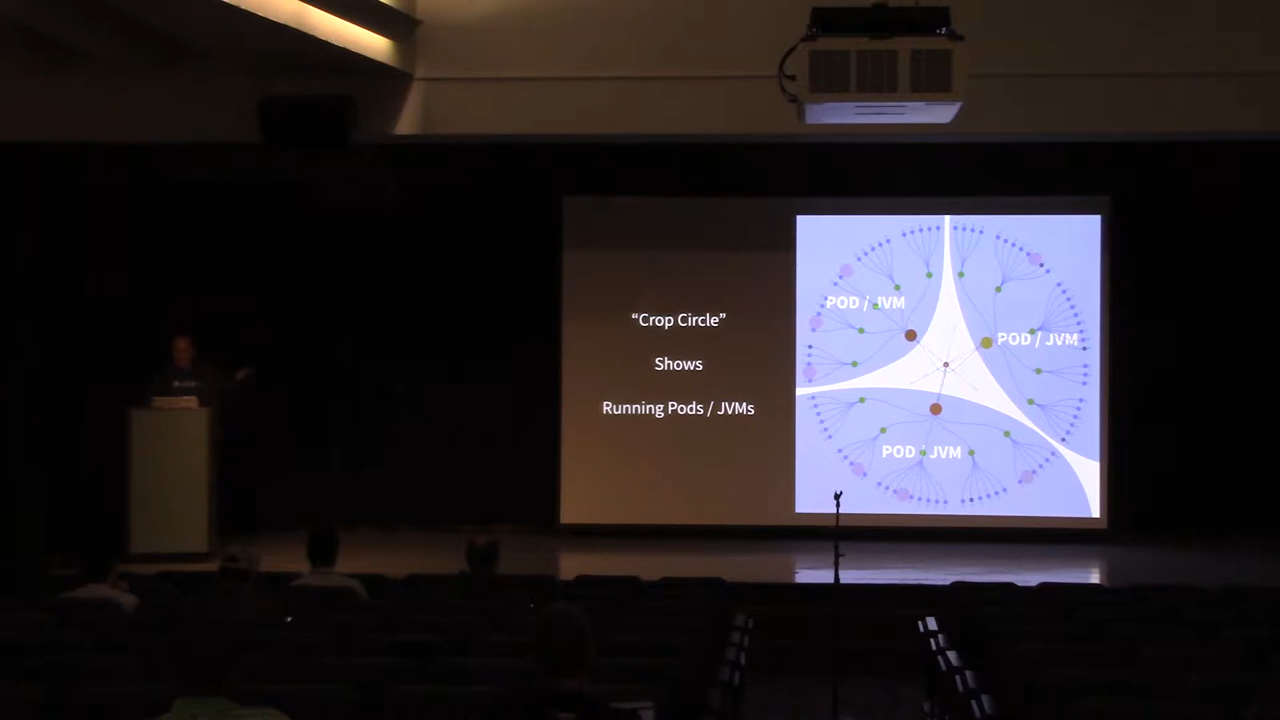 “Crop Circle”
Shows
Running Pods / JVMs
POD / JVM
POD / JVM
POD / JVM